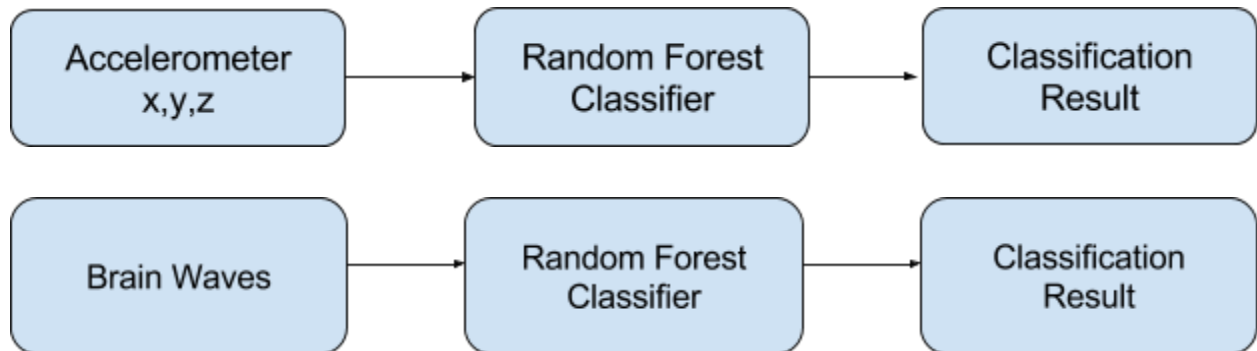 Accelerometer
x,y,z
Random Forest
Classifier
Classification
Result
Brain Waves
Random Forest
Classifier
Classification
Result